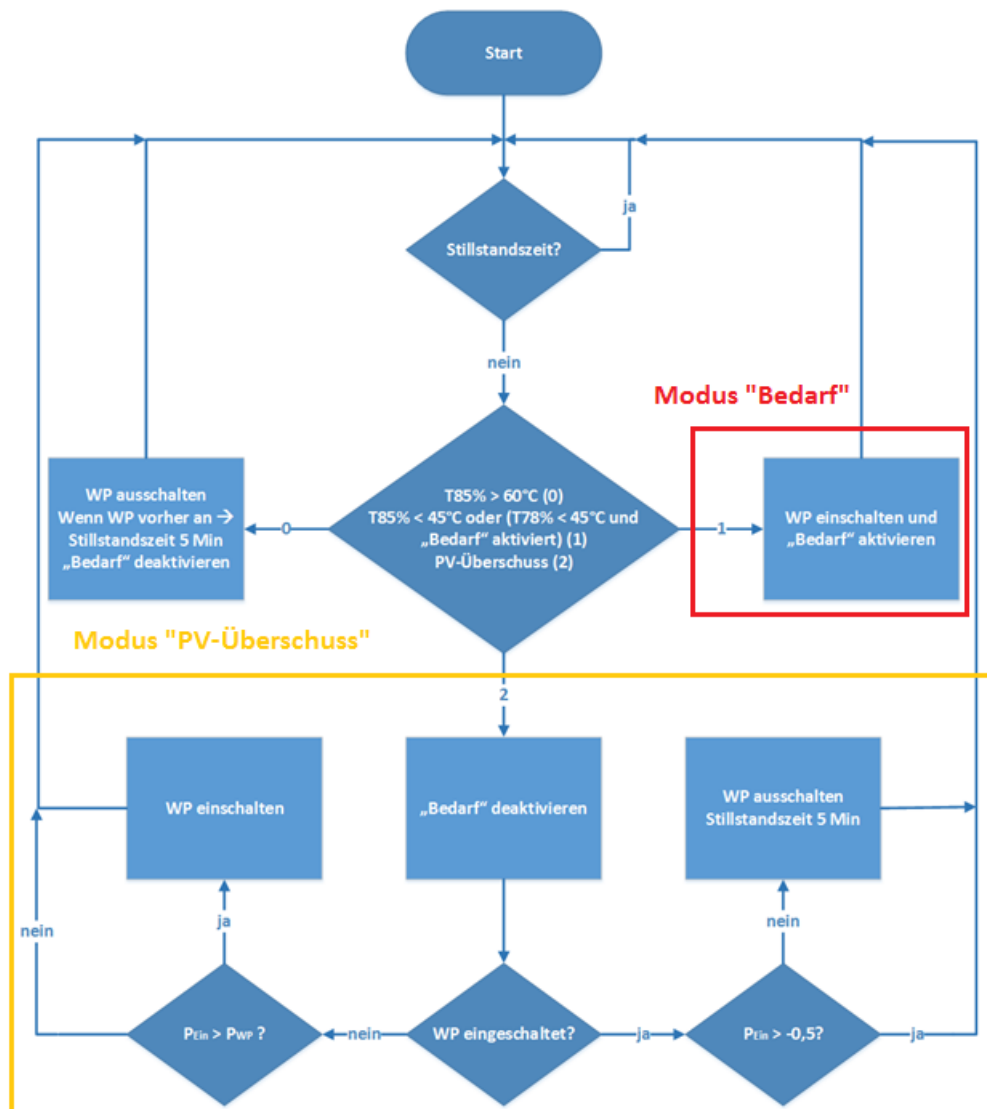 Start
Stillstandszeit?
ja
nein
Modus "Bedarf"
WP ausschalten
Wenn WP vorher an →
Stillstandszeit 5 Min
„Bedarf“ deaktivieren
0
T85% > 60°C (0)
T85% < 45°C oder (T78% < 45°C und
„Bedarf“ aktiviert) (1)
PV-Überschuss (2)
1
WP einschalten und
„Bedarf“ aktivieren
Modus "PV-Überschuss"
2
WP einschalten
„Bedarf“ deaktivieren
WP ausschalten
Stillstandszeit 5 Min
nein
ja
nein
PEin > PWP ?
nein
WP eingeschaltet?
ja
PEin > -0,5?
ja